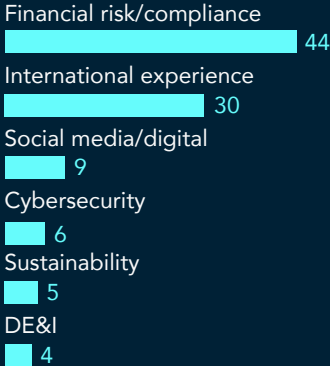 Financial risk/compliance
44
International experience
30
Social media/digital
9
Cybersecurity
6
Sustainability
5
DE&I
4